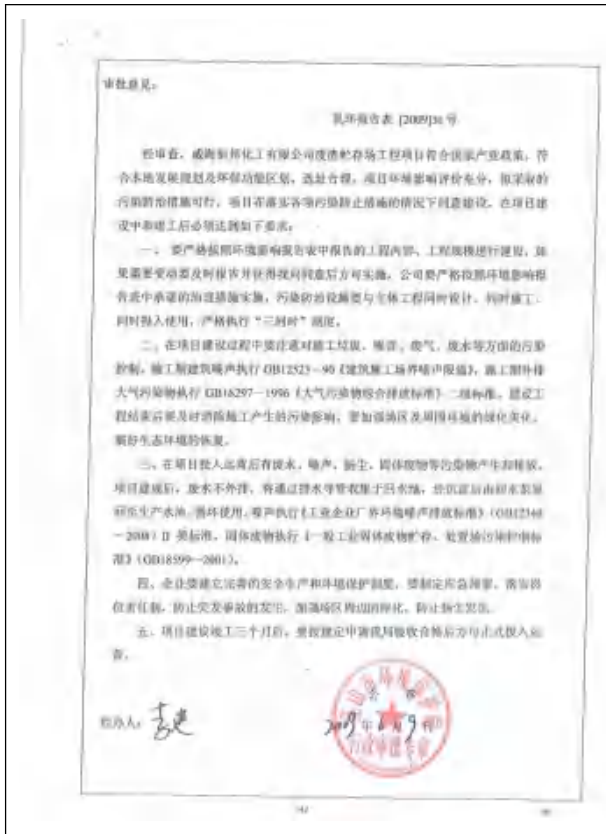 审批意见:
乳环报告表 [2009]31 号
经审查，威海恒邦化工有限公司废渣贮存场工程项目符合国家产业政策，符
合本地发展规划及环保功能区划，选址合理，项目环境影响评价充分，拟采取的
污染防治措施可行，项目在落实各项污染防止措施的情况下同意建设。在项目建
设中和竣工后必须达到如下要求：
一、要严格按照环境影响报告表中报告的工程内容、工程规模进行建设，如
果需要变动要及时报告并获得我局同意后方可实施，公司要严格按照环境影响报
告表中承诺的治理措施实施，污染防治设施要与主体工程同时设计、同时施工、
同时投入使用，严格执行“三同时”制度。
二、在项目建设过程中要注意对施工垃圾、噪音、废气、废水等方面的污染
控制，施工期建筑噪声执行 GB12523-90《建筑施工场界噪声限值》，施工期外排
大气污染物执行 GB16297-1996《大气污染物综合排放标准》二级标准。建设工
程结束后要及时消除施工产生的污染影响，要加强场区及周围环境的绿化美化，
搞好生态环境的恢复。
三、在项目投入运营后有废水、噪声、扬尘、固体废物等污染物产生和排放，
项目建成后，废水不外排，将通过排水导管收集于回水池，经沉淀后由回水泵
回至生产水池，循环使用。噪声执行《工业企业厂界环境噪声排放标准》(GB12348
-2008) II 类标准，固体废物执行《一般工业固体废物贮存、处置场污染控制标
准》(GB18599-2001)。
四、企业要建立完善的安全生产和环境保护制度，要制定应急预案，落实岗
位责任制，防止突发事故的发生，加强场区周边的绿化，防止扬尘发生。
五、项目建设竣工三个月后，要按规定申请我局验收合格后方可正式投入运
营。
经办人：
2009 年 6 月 9 日